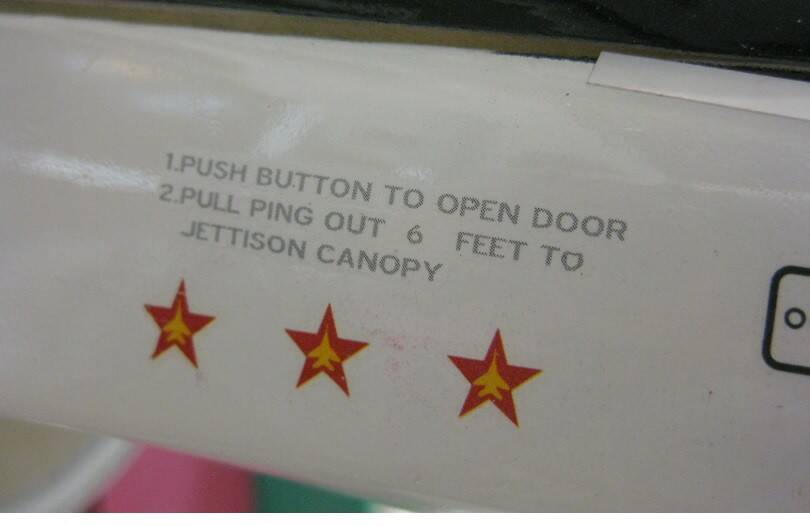 1.PUSH BUTTON TO OPEN DOOR
2.PULL PING OUT 6 FEET TO
JETTISON CANOPY